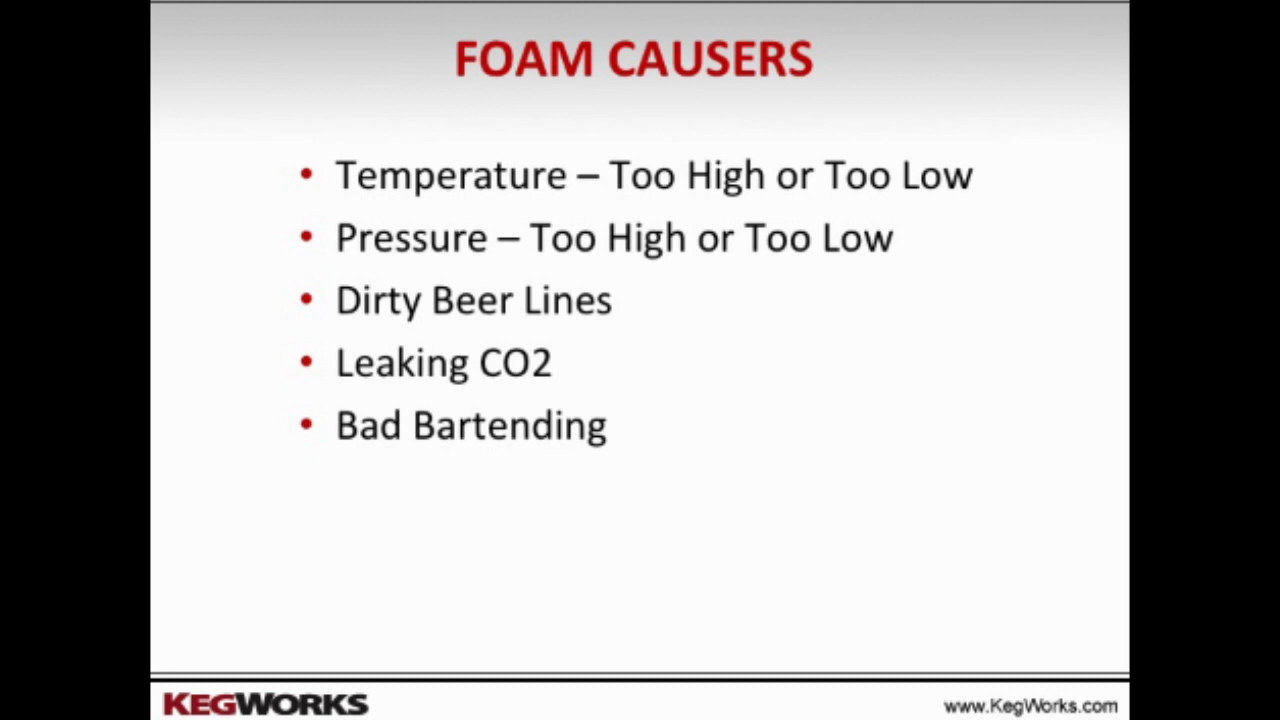 FOAM CAUSERS
• Temperature – Too High or Too Low
• Pressure – Too High or Too Low
• Dirty Beer Lines
• Leaking CO2
• Bad Bartending
KEGWORKS
www.KegWorks.com